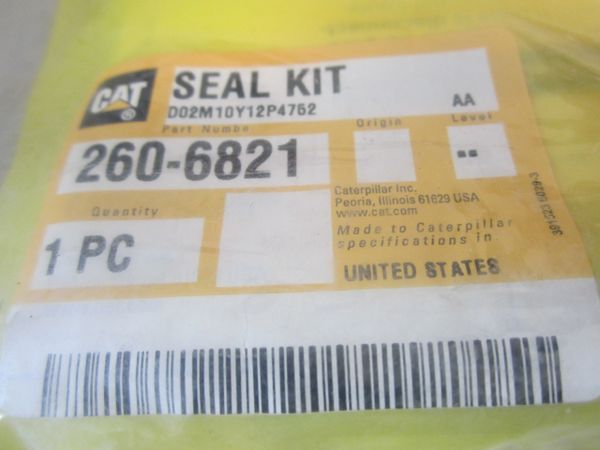 CAT
®
SEAL KIT
D02M10Y12P4752
AA
Part Numbe
Origin
Level
260-6821
--
Quantity
1 PC
Caterpillar Inc.
Peoria, Illinois 61629 USA
www.cat.com
Made to Caterpillar
specifications in
UNITED STATES